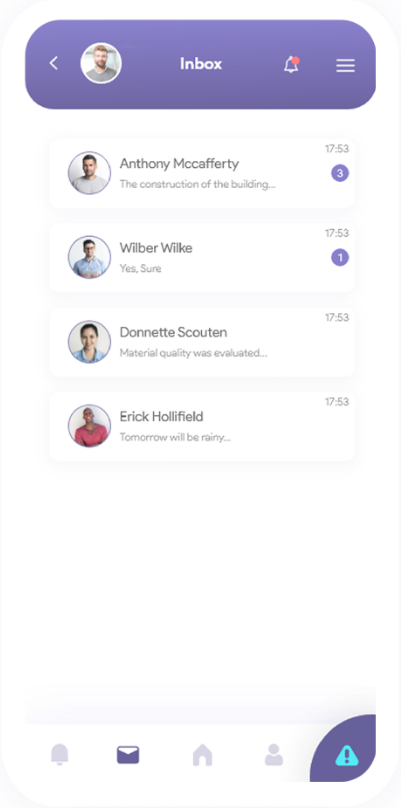 Inbox
17:53
Anthony Mccafferty
3
The construction of the building...
17:53
Wilber Wilke
1
Yes, Sure
17:53
Donnette Scouten
Material quality was evaluated...
17:53
Erick Hollifield
Tomorrow will be rainy...